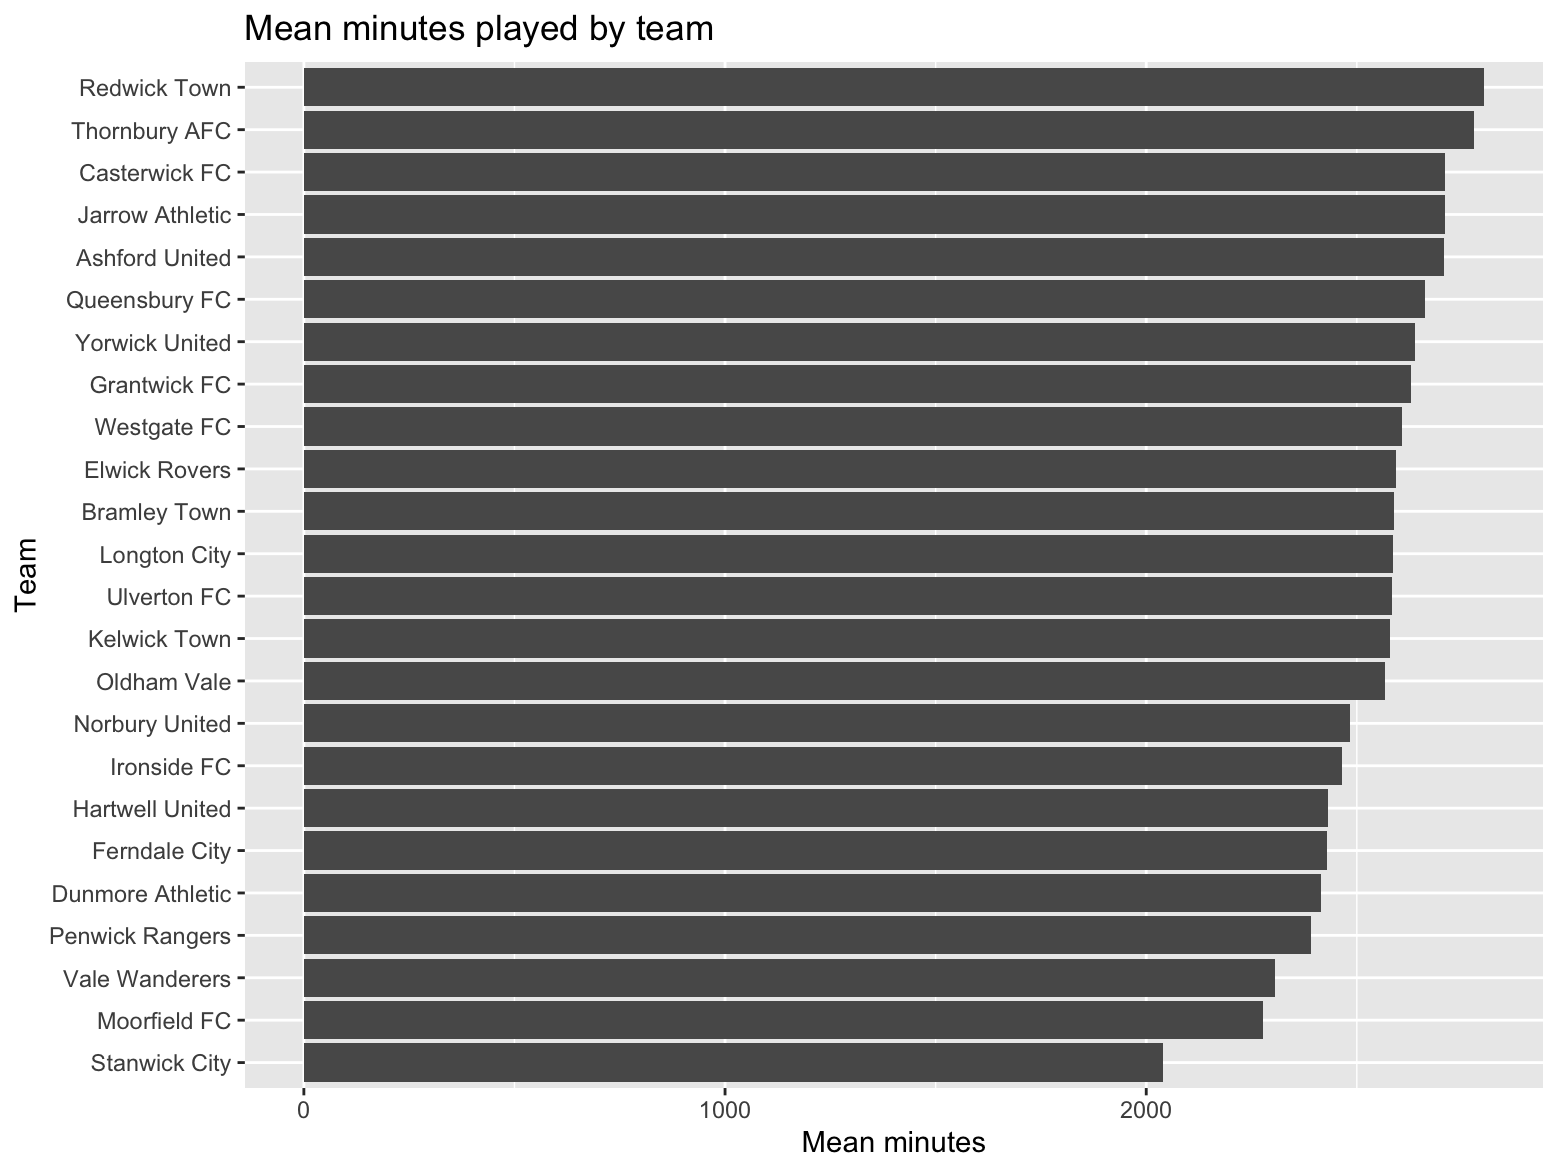 Mean minutes played by team
Team
Redwick Town
Thornbury AFC
Casterwick FC
Jarrow Athletic
Ashford United
Queensbury FC
Yorwick United
Grantwick FC
Westgate FC
Elwick Rovers
Bramley Town
Longton City
Ulverton FC
Kelwick Town
Oldham Vale
Norbury United
Ironside FC
Hartwell United
Ferndale City
Dunmore Athletic
Penwick Rangers
Vale Wanderers
Moorfield FC
Stanwick City
0 1000 2000
Mean minutes